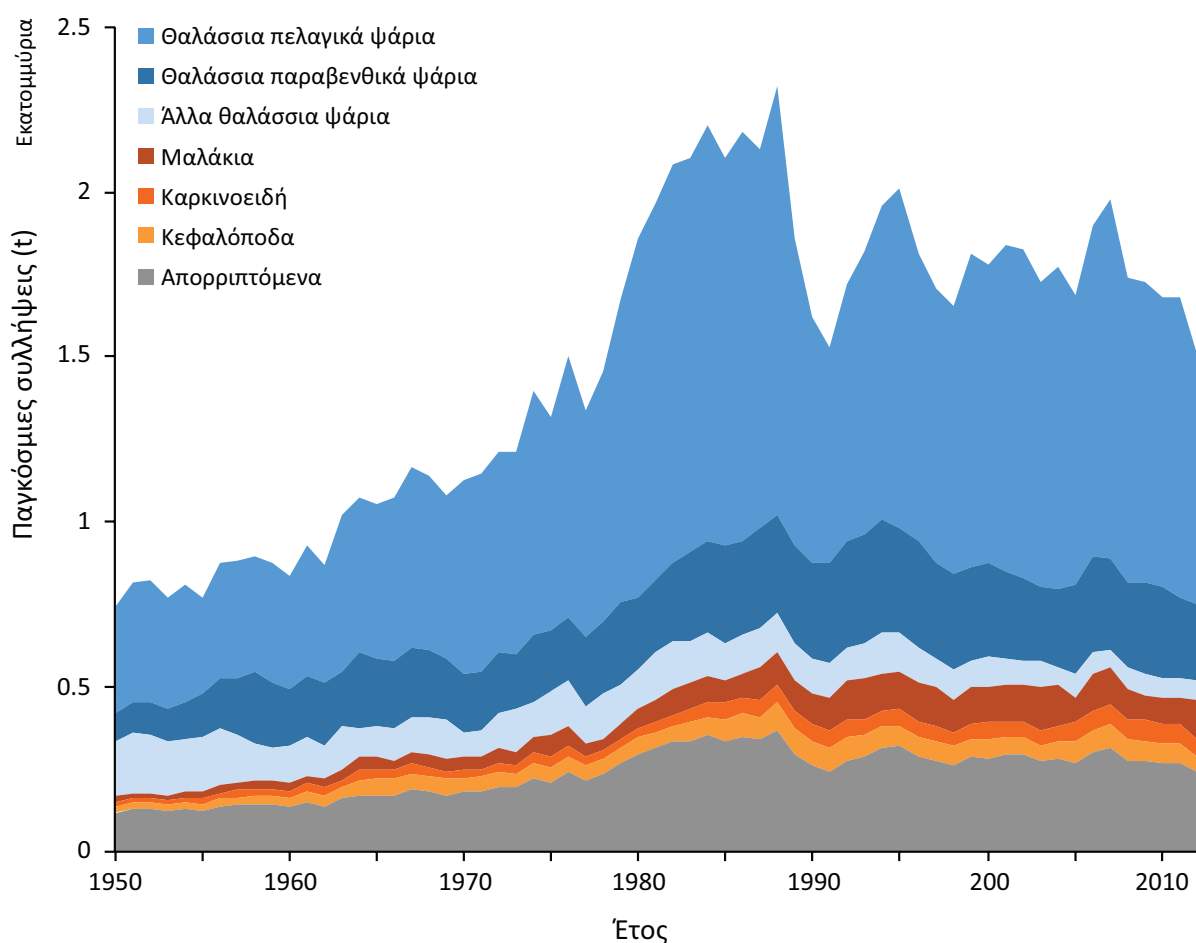 Εκατομμύρια
Παγκόσμιες συλλήψεις (t)
2.5
2
1.5
1
0.5
0
Θαλάσσια πελαγικά ψάρια
Θαλάσσια παραβενθικά ψάρια
Άλλα θαλάσσια ψάρια
Μαλάκια
Καρκινοειδή
Κεφαλόποδα
Απορριπτόμενα
1950 1960 1970 1980 1990 200 2010
Έτος